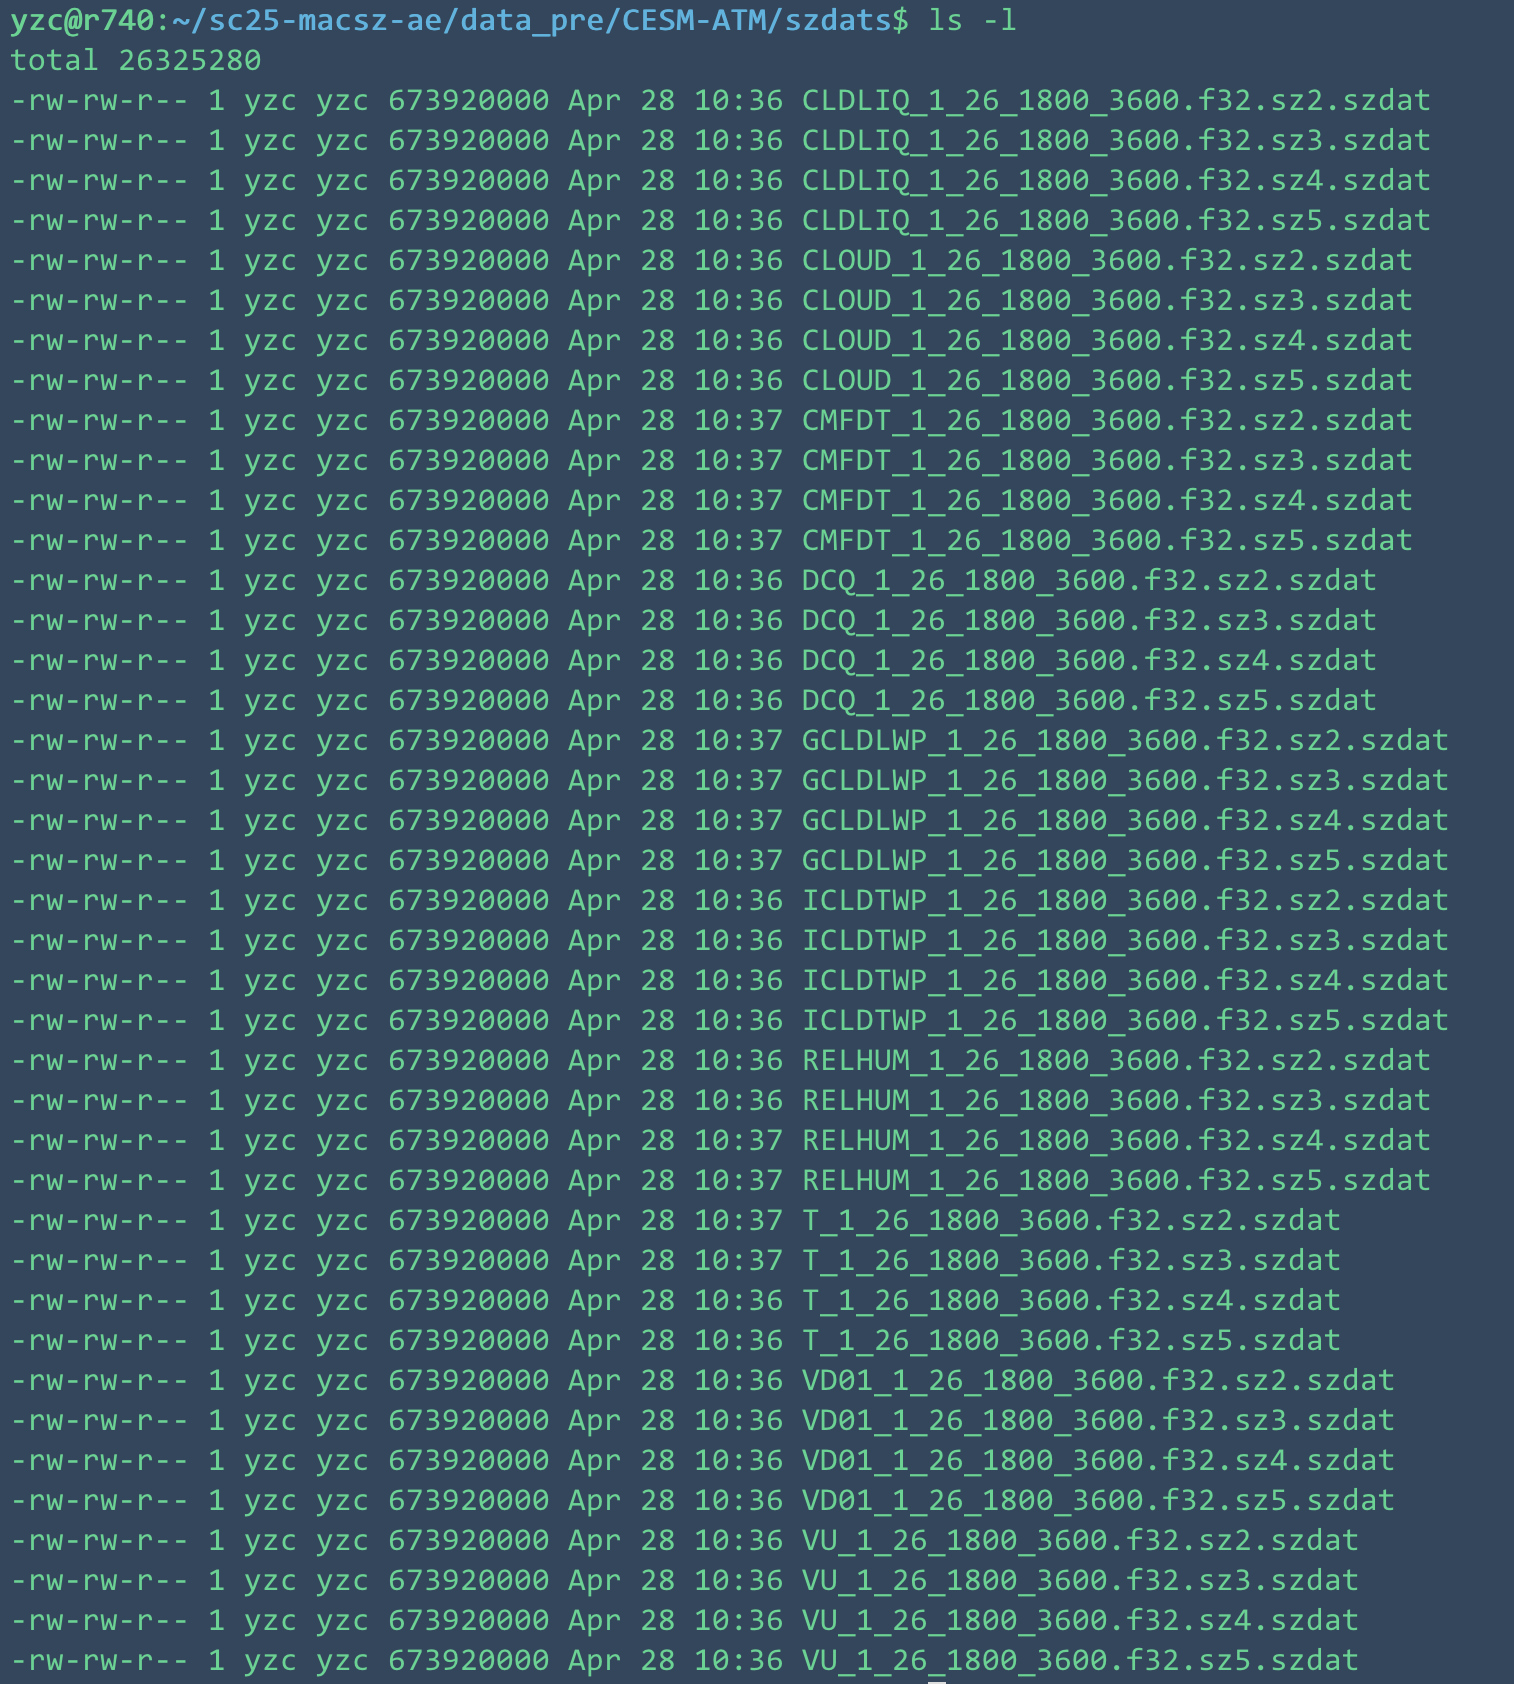 yzc@r740:~/sc25-macsz-ae/data_pre/CESM-ATM/szdats$ ls -l
total 26325280
-rw-rw-r-- 1 yzc yzc 673920000 Apr 28 10:36 CLDLIQ_1_26_1800_3600.f32.sz2.szdat
-rw-rw-r-- 1 yzc yzc 673920000 Apr 28 10:36 CLDLIQ_1_26_1800_3600.f32.sz3.szdat
-rw-rw-r-- 1 yzc yzc 673920000 Apr 28 10:36 CLDLIQ_1_26_1800_3600.f32.sz4.szdat
-rw-rw-r-- 1 yzc yzc 673920000 Apr 28 10:36 CLDLIQ_1_26_1800_3600.f32.sz5.szdat
-rw-rw-r-- 1 yzc yzc 673920000 Apr 28 10:36 CLOUD_1_26_1800_3600.f32.sz2.szdat
-rw-rw-r-- 1 yzc yzc 673920000 Apr 28 10:36 CLOUD_1_26_1800_3600.f32.sz3.szdat
-rw-rw-r-- 1 yzc yzc 673920000 Apr 28 10:36 CLOUD_1_26_1800_3600.f32.sz4.szdat
-rw-rw-r-- 1 yzc yzc 673920000 Apr 28 10:36 CLOUD_1_26_1800_3600.f32.sz5.szdat
-rw-rw-r-- 1 yzc yzc 673920000 Apr 28 10:37 CMFDT_1_26_1800_3600.f32.sz2.szdat
-rw-rw-r-- 1 yzc yzc 673920000 Apr 28 10:37 CMFDT_1_26_1800_3600.f32.sz3.szdat
-rw-rw-r-- 1 yzc yzc 673920000 Apr 28 10:37 CMFDT_1_26_1800_3600.f32.sz4.szdat
-rw-rw-r-- 1 yzc yzc 673920000 Apr 28 10:37 CMFDT_1_26_1800_3600.f32.sz5.szdat
-rw-rw-r-- 1 yzc yzc 673920000 Apr 28 10:36 DCQ_1_26_1800_3600.f32.sz2.szdat
-rw-rw-r-- 1 yzc yzc 673920000 Apr 28 10:36 DCQ_1_26_1800_3600.f32.sz3.szdat
-rw-rw-r-- 1 yzc yzc 673920000 Apr 28 10:36 DCQ_1_26_1800_3600.f32.sz4.szdat
-rw-rw-r-- 1 yzc yzc 673920000 Apr 28 10:36 DCQ_1_26_1800_3600.f32.sz5.szdat
-rw-rw-r-- 1 yzc yzc 673920000 Apr 28 10:37 GCLDLWP_1_26_1800_3600.f32.sz2.szdat
-rw-rw-r-- 1 yzc yzc 673920000 Apr 28 10:37 GCLDLWP_1_26_1800_3600.f32.sz3.szdat
-rw-rw-r-- 1 yzc yzc 673920000 Apr 28 10:37 GCLDLWP_1_26_1800_3600.f32.sz4.szdat
-rw-rw-r-- 1 yzc yzc 673920000 Apr 28 10:37 GCLDLWP_1_26_1800_3600.f32.sz5.szdat
-rw-rw-r-- 1 yzc yzc 673920000 Apr 28 10:36 ICLDTWP_1_26_1800_3600.f32.sz2.szdat
-rw-rw-r-- 1 yzc yzc 673920000 Apr 28 10:36 ICLDTWP_1_26_1800_3600.f32.sz3.szdat
-rw-rw-r-- 1 yzc yzc 673920000 Apr 28 10:36 ICLDTWP_1_26_1800_3600.f32.sz4.szdat
-rw-rw-r-- 1 yzc yzc 673920000 Apr 28 10:36 ICLDTWP_1_26_1800_3600.f32.sz5.szdat
-rw-rw-r-- 1 yzc yzc 673920000 Apr 28 10:36 RELHUM_1_26_1800_3600.f32.sz2.szdat
-rw-rw-r-- 1 yzc yzc 673920000 Apr 28 10:36 RELHUM_1_26_1800_3600.f32.sz3.szdat
-rw-rw-r-- 1 yzc yzc 673920000 Apr 28 10:37 RELHUM_1_26_1800_3600.f32.sz4.szdat
-rw-rw-r-- 1 yzc yzc 673920000 Apr 28 10:37 RELHUM_1_26_1800_3600.f32.sz5.szdat
-rw-rw-r-- 1 yzc yzc 673920000 Apr 28 10:37 T_1_26_1800_3600.f32.sz2.szdat
-rw-rw-r-- 1 yzc yzc 673920000 Apr 28 10:37 T_1_26_1800_3600.f32.sz3.szdat
-rw-rw-r-- 1 yzc yzc 673920000 Apr 28 10:36 T_1_26_1800_3600.f32.sz4.szdat
-rw-rw-r-- 1 yzc yzc 673920000 Apr 28 10:36 T_1_26_1800_3600.f32.sz5.szdat
-rw-rw-r-- 1 yzc yzc 673920000 Apr 28 10:36 VD01_1_26_1800_3600.f32.sz2.szdat
-rw-rw-r-- 1 yzc yzc 673920000 Apr 28 10:36 VD01_1_26_1800_3600.f32.sz3.szdat
-rw-rw-r-- 1 yzc yzc 673920000 Apr 28 10:36 VD01_1_26_1800_3600.f32.sz4.szdat
-rw-rw-r-- 1 yzc yzc 673920000 Apr 28 10:36 VD01_1_26_1800_3600.f32.sz5.szdat
-rw-rw-r-- 1 yzc yzc 673920000 Apr 28 10:36 VU_1_26_1800_3600.f32.sz2.szdat
-rw-rw-r-- 1 yzc yzc 673920000 Apr 28 10:36 VU_1_26_1800_3600.f32.sz3.szdat
-rw-rw-r-- 1 yzc yzc 673920000 Apr 28 10:36 VU_1_26_1800_3600.f32.sz4.szdat
-rw-rw-r-- 1 yzc yzc 673920000 Apr 28 10:36 VU_1_26_1800_3600.f32.sz5.szdat